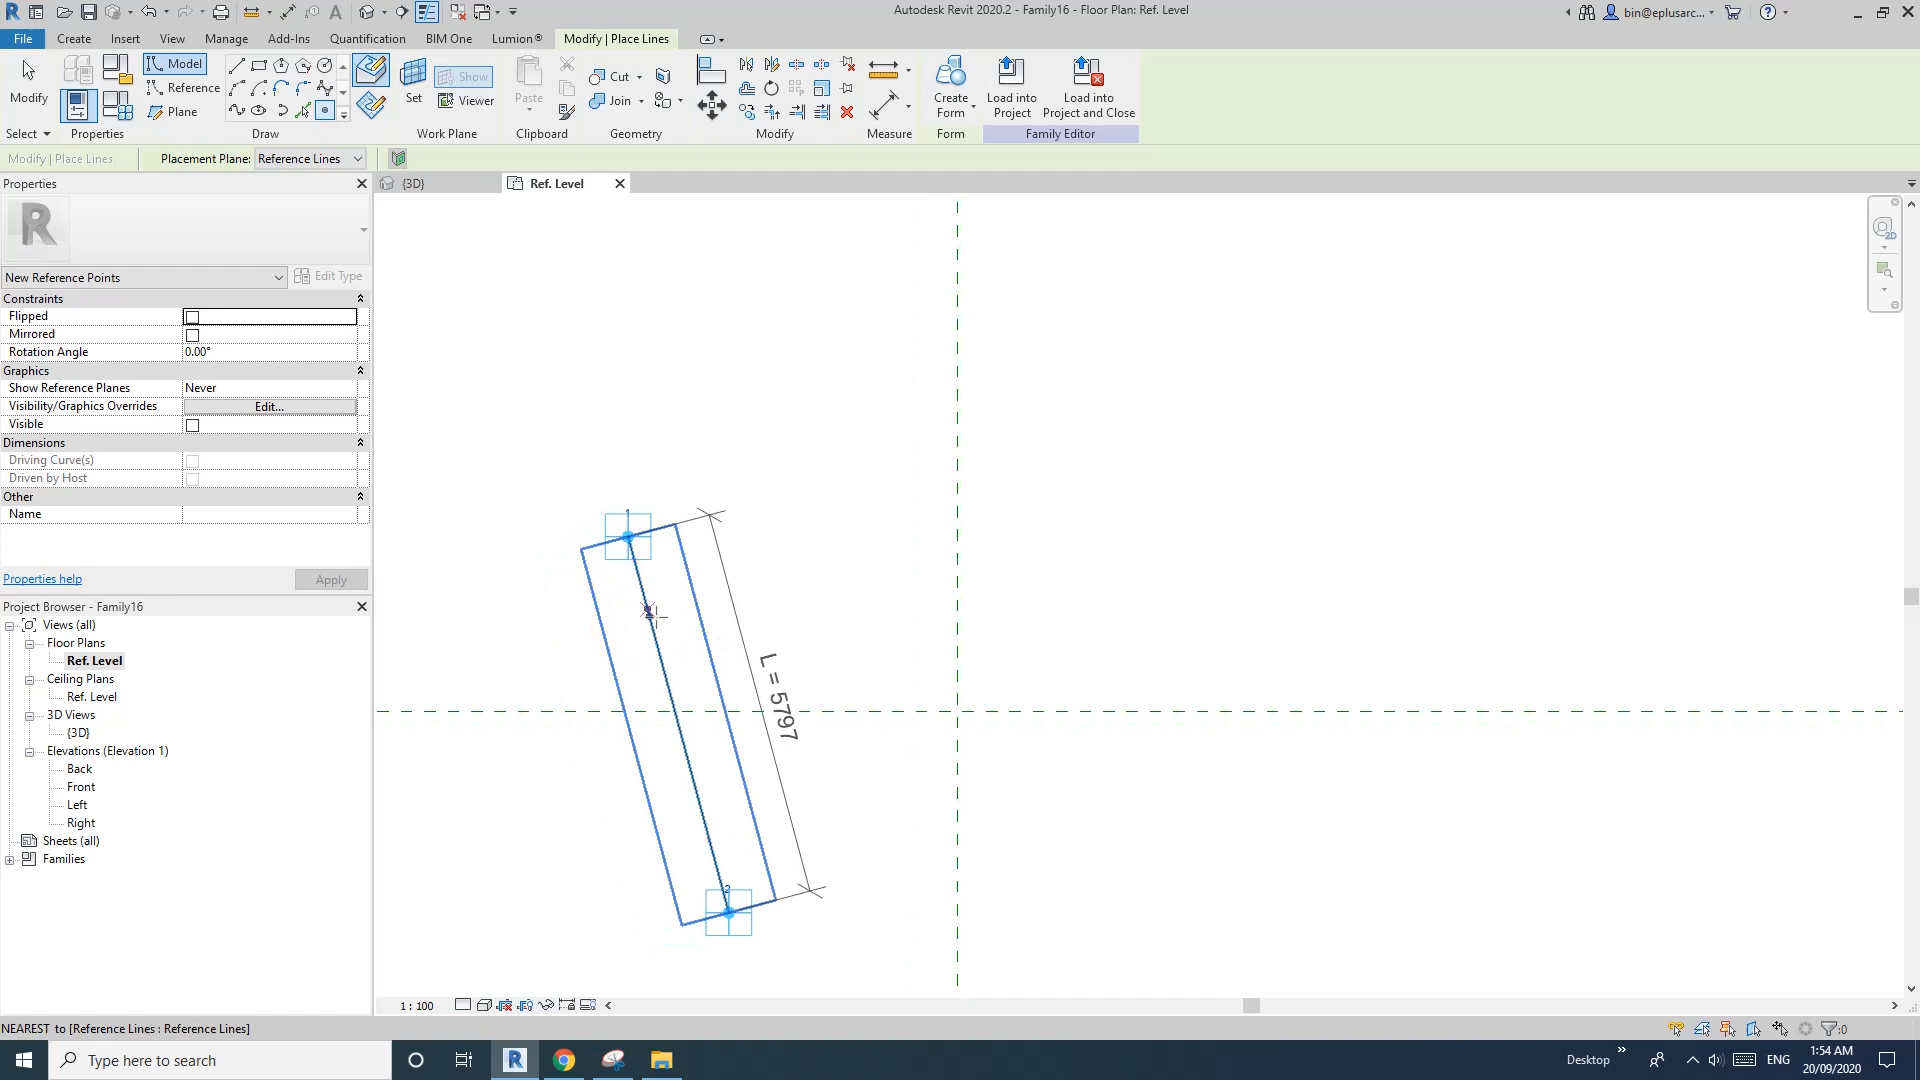 Autodesk Revit 2020.2 - Family16 - Floor Plan: Ref. Level
bin@eplusarc...
File Create Insert View Manage Add-Ins Quantification BIM One Lumion® Modify | Place Lines
Modify
Model
Reference
Plane
Set
Show
Viewer
Paste
Cut
Join
Create
Form
Load into
Project
Load into
Project and Close
Select Properties Draw Work Plane Clipboard Geometry Modify Measure Form Family Editor
Modify | Place Lines Placement Plane: Reference Lines
Properties
{3D}
Ref. Level
2D
R
New Reference Points
Edit Type
Constraints
Flipped
Mirrored
Rotation Angle 0.00°
Graphics
Show Reference Planes Never
Visibility/Graphics Overrides Edit...
Visible
Dimensions
Driving Curve(s)
Driven by Host
Other
Name
Properties help
Apply
Project Browser - Family16
Views (all)
Floor Plans
Ref. Level
Ceiling Plans
Ref. Level
3D Views
{3D}
Elevations (Elevation 1)
Back
Front
Left
Right
Sheets (all)
Families
1
L = 5797
2
1 : 100
NEAREST to [Reference Lines : Reference Lines]
:0
Type here to search
Desktop
ENG
1:54 AM
20/09/2020